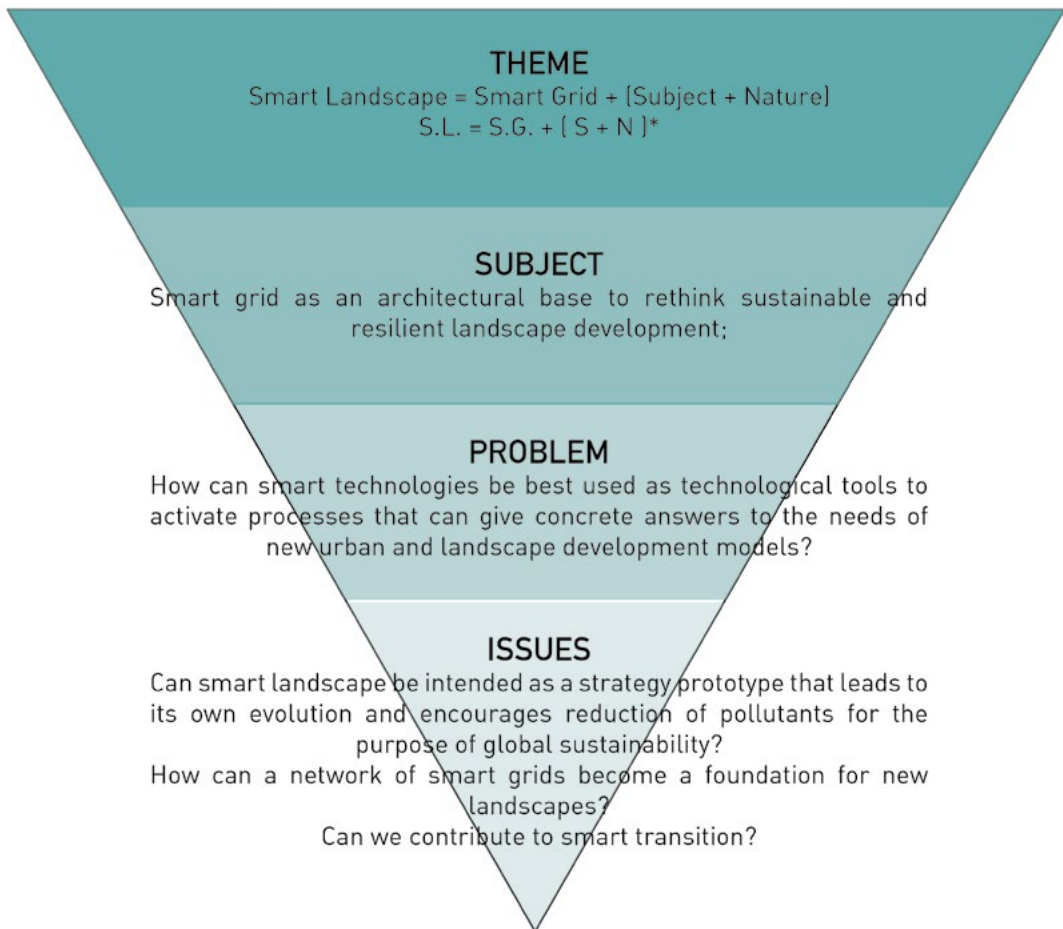 THEME
Smart Landscape = Smart Grid + (Subject + Nature)
S.L. = S.G. + ( S + N )*
SUBJECT
Smart grid as an architectural base to rethink sustainable and
resilient landscape development;
PROBLEM
How can smart technologies be best used as technological tools to
activate processes that can give concrete answers to the needs of
new urban and landscape development models?
ISSUES
Can smart landscape be intended as a strategy prototype that leads to
its own evolution and encourages reduction of pollutants for the
purpose of global sustainability?
How can a network of smart grids become a foundation for new
landscapes?
Can we contribute to smart transition?